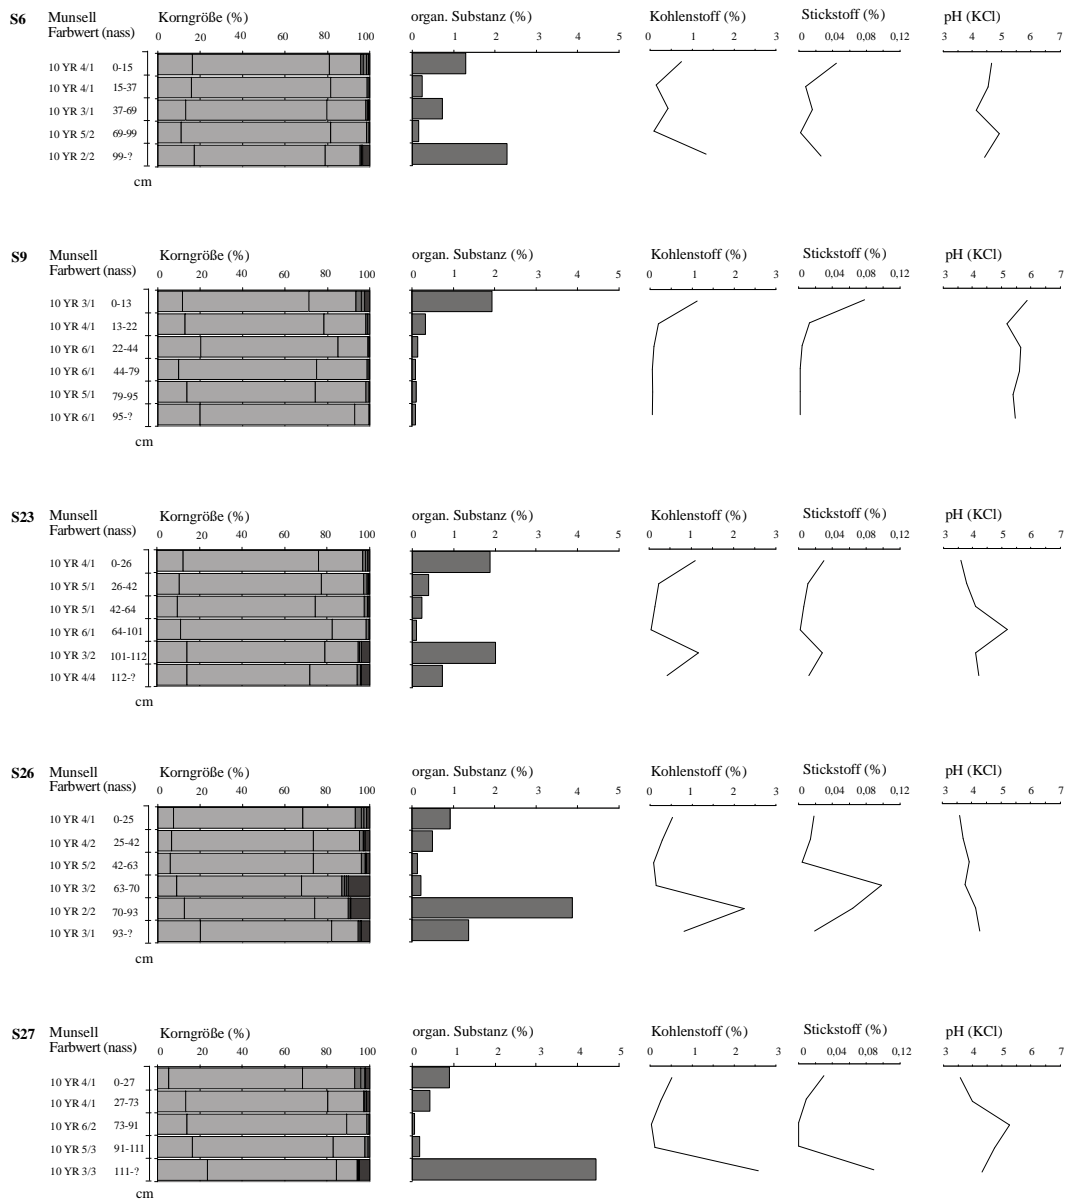 S6 Munsell Korngröße (%) organ. Substanz (%) Kohlenstoff (%) Stickstoff (%) pH (KCl)
Farbwert (nass) 0 20 40 60 80 100 0 1 2 3 4 5 0 1 2 3 0 0,04 0,08 0,12 3 4 5 6 7
10 YR 4/1 0-15
10 YR 4/1 15-37
10 YR 3/1 37-69
10 YR 5/2 69-99
10 YR 2/2 99-?
cm
S9 Munsell Korngröße (%) organ. Substanz (%) Kohlenstoff (%) Stickstoff (%) pH (KCl)
Farbwert (nass) 0 20 40 60 80 100 0 1 2 3 4 5 0 1 2 3 0 0,04 0,08 0,12 3 4 5 6 7
10 YR 3/1 0-13
10 YR 4/1 13-22
10 YR 6/1 22-44
10 YR 6/1 44-79
10 YR 5/1 79-95
10 YR 6/1 95-?
cm
S23 Munsell Korngröße (%) organ. Substanz (%) Kohlenstoff (%) Stickstoff (%) pH (KCl)
Farbwert (nass) 0 20 40 60 80 100 0 1 2 3 4 5 0 1 2 3 0 0,04 0,08 0,12 3 4 5 6 7
10 YR 4/1 0-26
10 YR 5/1 26-42
10 YR 5/1 42-64
10 YR 6/1 64-101
10 YR 3/2 101-112
10 YR 4/4 112-?
cm
S26 Munsell Korngröße (%) organ. Substanz (%) Kohlenstoff (%) Stickstoff (%) pH (KCl)
Farbwert (nass) 0 20 40 60 80 100 0 1 2 3 4 5 0 1 2 3 0 0,04 0,08 0,12 3 4 5 6 7
10 YR 4/1 0-25
10 YR 4/2 25-42
10 YR 5/2 42-63
10 YR 3/2 63-70
10 YR 2/2 70-93
10 YR 3/1 93-?
cm
S27 Munsell Korngröße (%) organ. Substanz (%) Kohlenstoff (%) Stickstoff (%) pH (KCl)
Farbwert (nass) 0 20 40 60 80 100 0 1 2 3 4 5 0 1 2 3 0 0,04 0,08 0,12 3 4 5 6 7
10 YR 4/1 0-27
10 YR 4/1 27-73
10 YR 6/2 73-91
10 YR 5/3 91-111
10 YR 3/3 111-?
cm